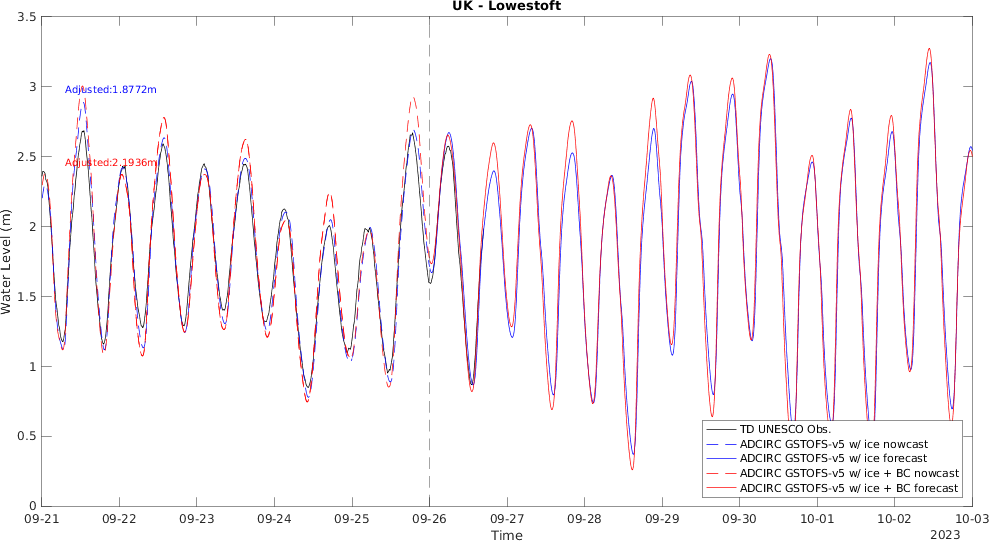 UK - Lowestoft
3.5
3
2.5
2
1.5
1
0.5
0
Water Level (m)
Adjusted:1.8772m
Adjusted:2.1936m
TD UNESCO Obs.
ADCIRC GSTOFS-v5 w/ ice nowcast
ADCIRC GSTOFS-v5 w/ ice forecast
ADCIRC GSTOFS-v5 w/ ice + BC nowcast
ADCIRC GSTOFS-v5 w/ ice + BC forecast
09-21 09-22 09-23 09-24 09-25 09-26 09-27 09-28 09-29 09-30 10-01 10-02 10-03
Time
2023